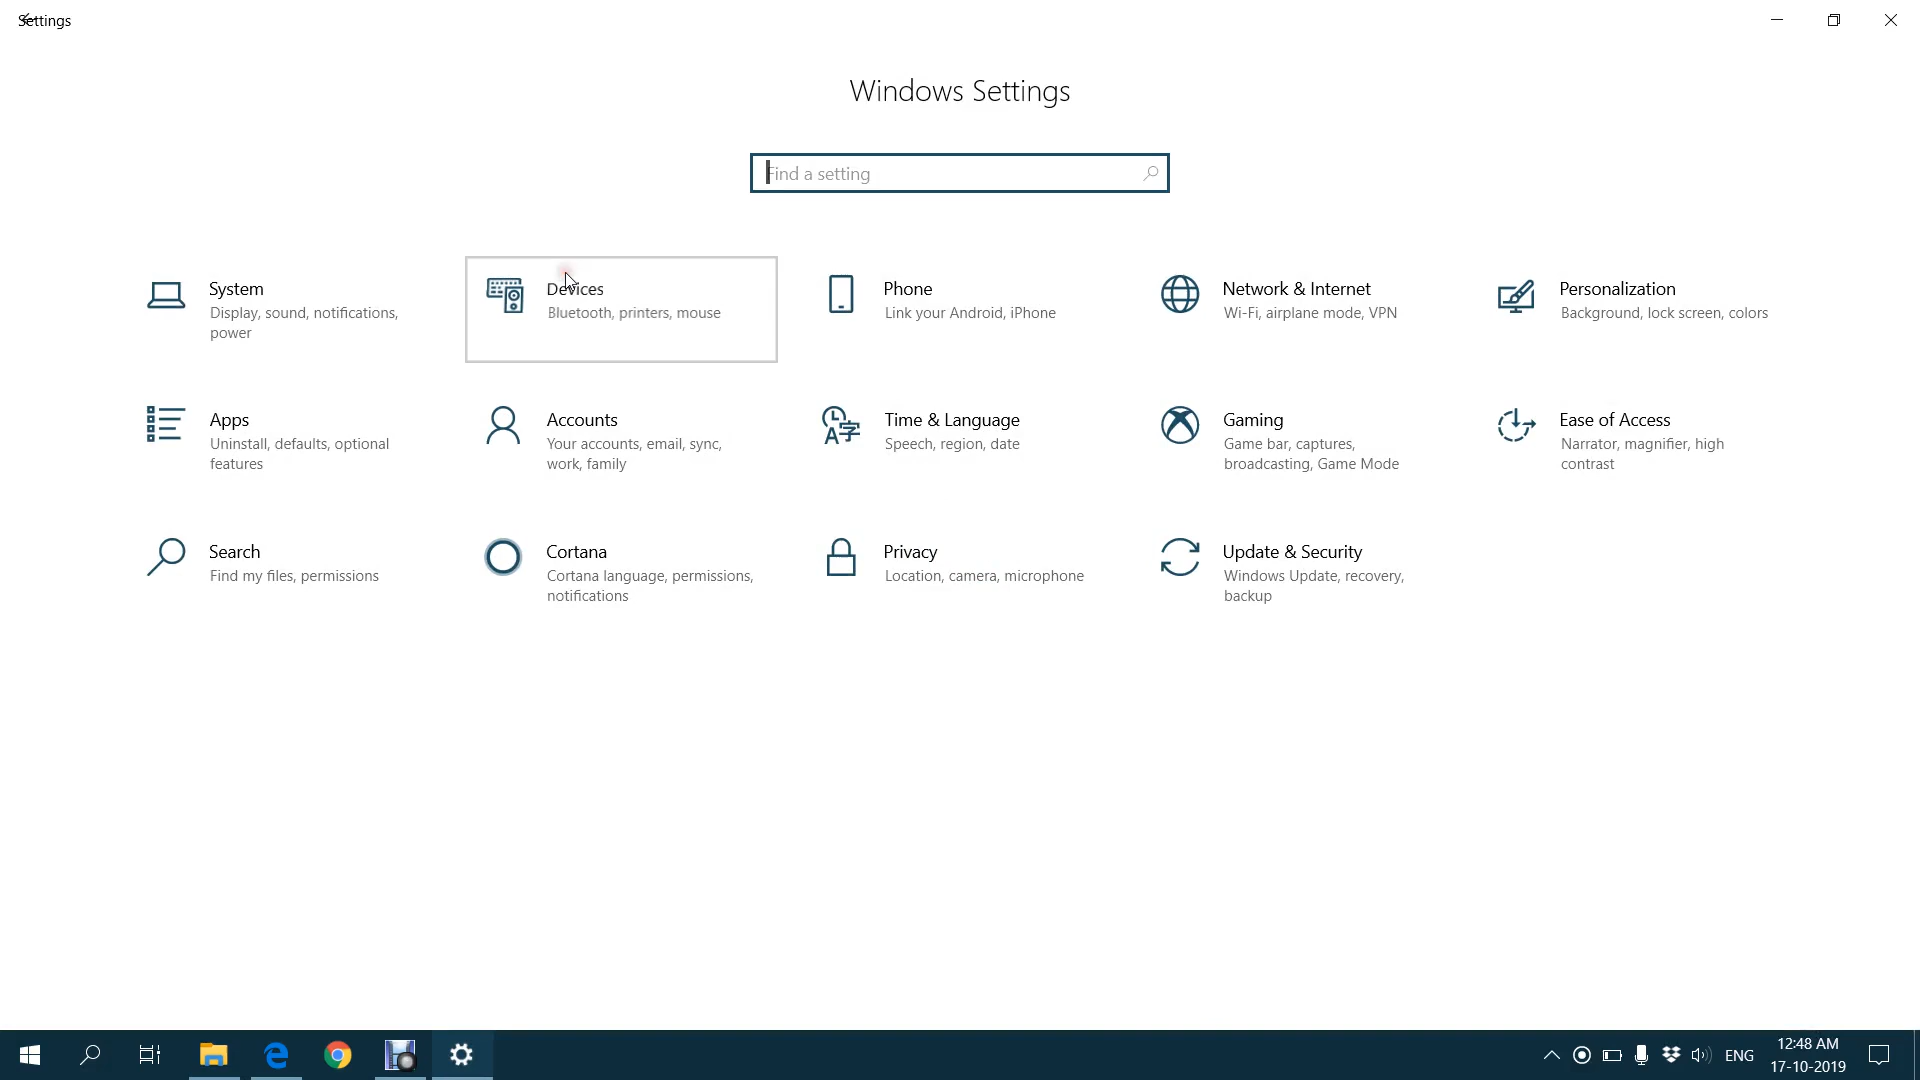 Settings
Windows Settings
Find a setting
System
Display, sound, notifications,
power
Devices
Bluetooth, printers, mouse
Phone
Link your Android, iPhone
Network & Internet
Wi-Fi, airplane mode, VPN
Personalization
Background, lock screen, colors
Apps
Uninstall, defaults, optional
features
Accounts
Your accounts, email, sync,
work, family
Time & Language
Speech, region, date
Gaming
Game bar, captures,
broadcasting, Game Mode
Ease of Access
Narrator, magnifier, high
contrast
Search
Find my files, permissions
Cortana
Cortana language, permissions,
notifications
Privacy
Location, camera, microphone
Update & Security
Windows Update, recovery,
backup
ENG
12:48 AM
17-10-2019